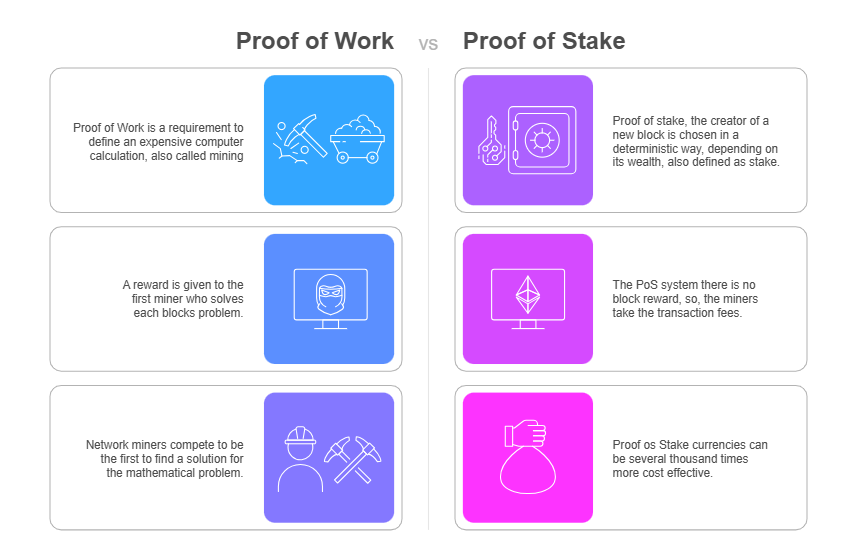 Proof of Work vs Proof of Stake
Proof of Work is a requirement to
define an expensive computer
calculation, also called mining
Proof of stake, the creator of a
new block is chosen in a
deterministic way, depending on
its wealth, also defined as stake.
A reward is given to the
first miner who solves
each blocks problem.
The PoS system there is no
block reward, so, the miners
take the transaction fees.
Network miners compete to be
the first to find a solution for
the mathematical problem.
Proof os Stake currencies can
be several thousand times
more cost effective.